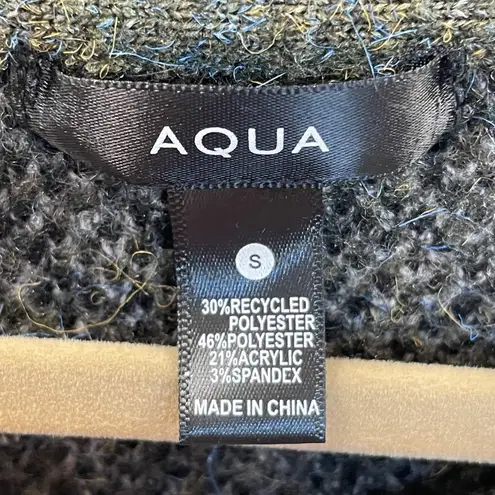 AQUA
S
30%RECYCLED
POLYESTER
46%POLYESTER
21%ACRYLIC
3%SPANDEX
MADE IN CHINA